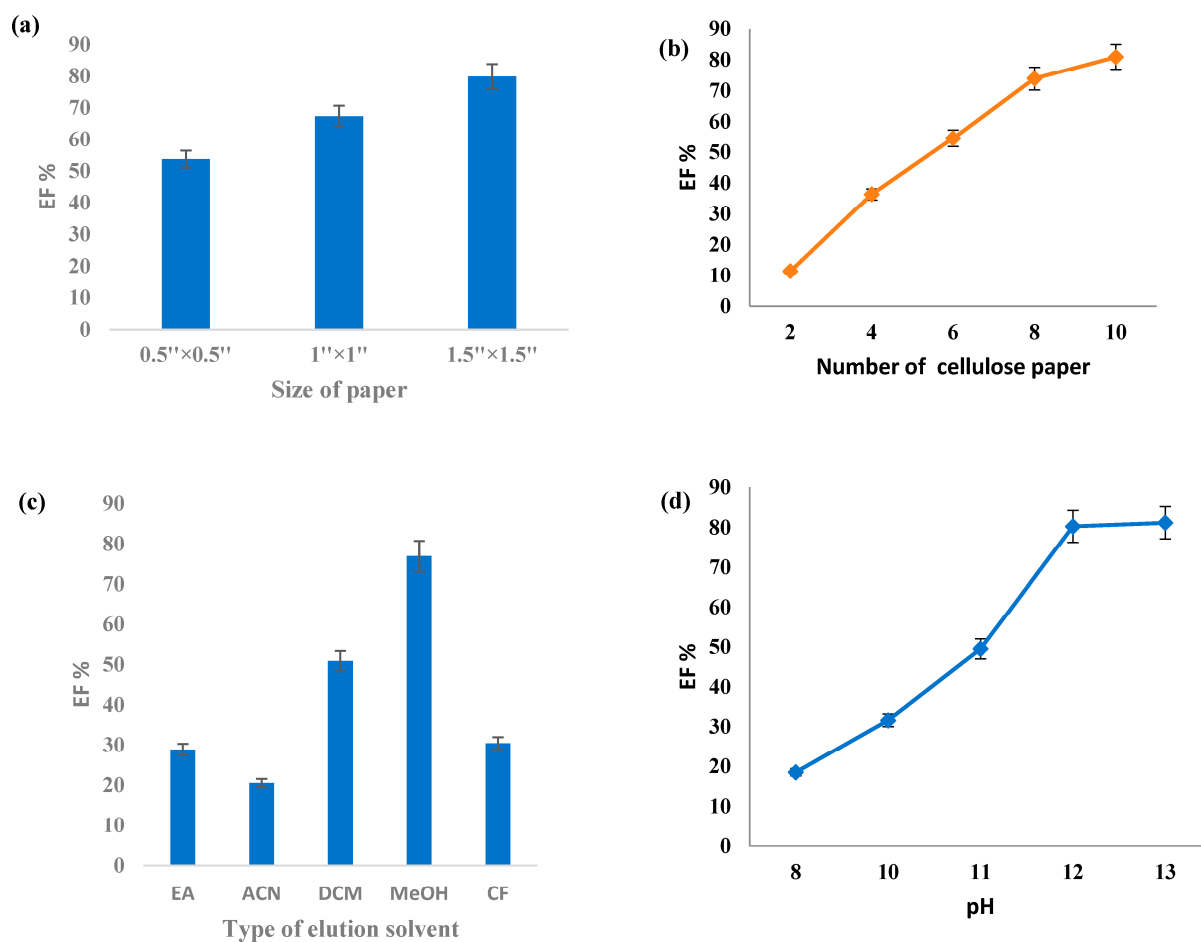 (a)
90
80
70
60
50
40
30
20
10
0
EF %
0.5"×0.5" 1"×1" 1.5"×1.5"
Size of paper
(b)
90
80
70
60
50
40
30
20
10
0
EF %
2 4 6 8 10
Number of cellulose paper
(c)
90
80
70
60
50
40
30
20
10
0
EF %
EA ACN DCM MeOH CF
Type of elution solvent
(d)
90
80
70
60
50
40
30
20
10
0
EF %
8 10 11 12 13
pH